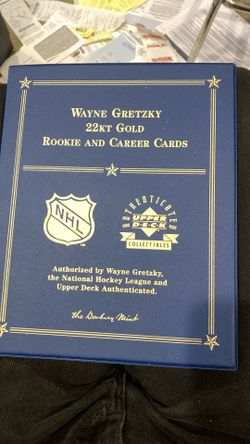 WAYNE GRETZKY
22KT GOLD
ROOKIE AND CAREER CARDS
NHL
AUTHENTICATED
UPPER DECK
COLLECTIBLES
Authorized by Wayne Gretzky,
the National Hockey League and
Upper Deck Authenticated.
the Danbury Mint